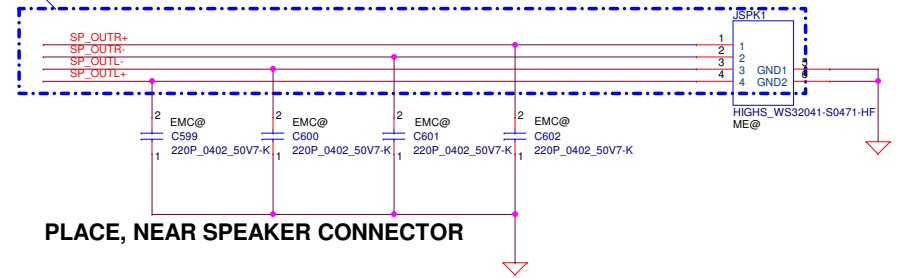 JSPK1
SP_OUTR+ 1 1
SP_OUTR- 2 2
SP_OUTL- 3 3 GND1 5
SP_OUTL+ 4 4 GND2 6
HIGHS_WS32041-S0471-HF
ME@
2 2 2 2
EMC@ EMC@ EMC@ EMC@
C599 C600 C601 C602
220P_0402_50V7-K 220P_0402_50V7-K 220P_0402_50V7-K 220P_0402_50V7-K
1 1 1 1
PLACE, NEAR SPEAKER CONNECTOR